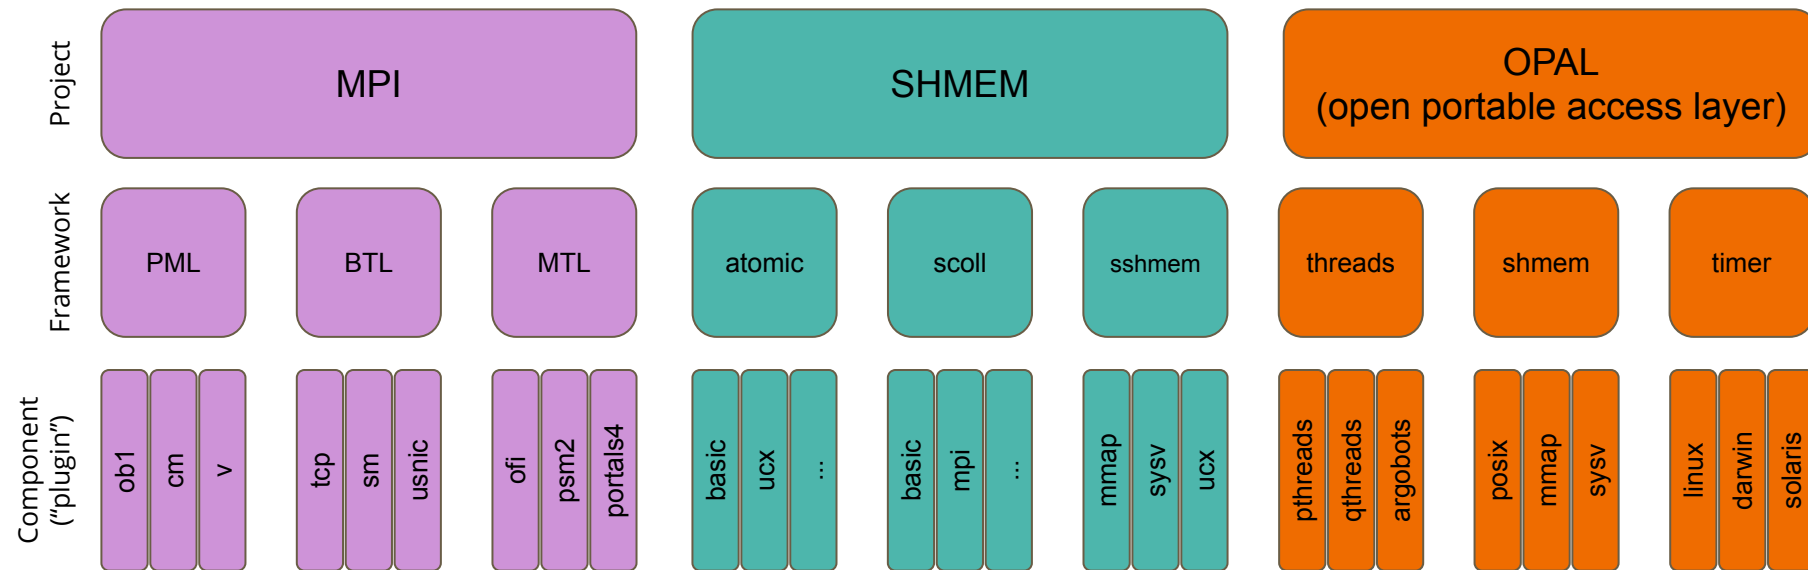 Project
MPI
SHMEM
OPAL
(open portable access layer)
Framework
PML
BTL
MTL
atomic
scoll
sshmem
threads
shmem
timer
Component
(“plugin”)
ob1
cm
v
tcp
sm
usnic
ofi
psm2
portals4
basic
ucx
...
basic
mpi
...
mmap
sysv
ucx
pthreads
qthreads
argobots
posix
mmap
sysv
linux
darwin
solaris